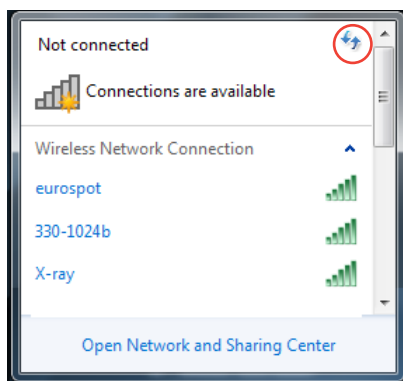 Not connected
Connections are available
Wireless Network Connection
eurospot
330-1024b
X-ray
Open Network and Sharing Center